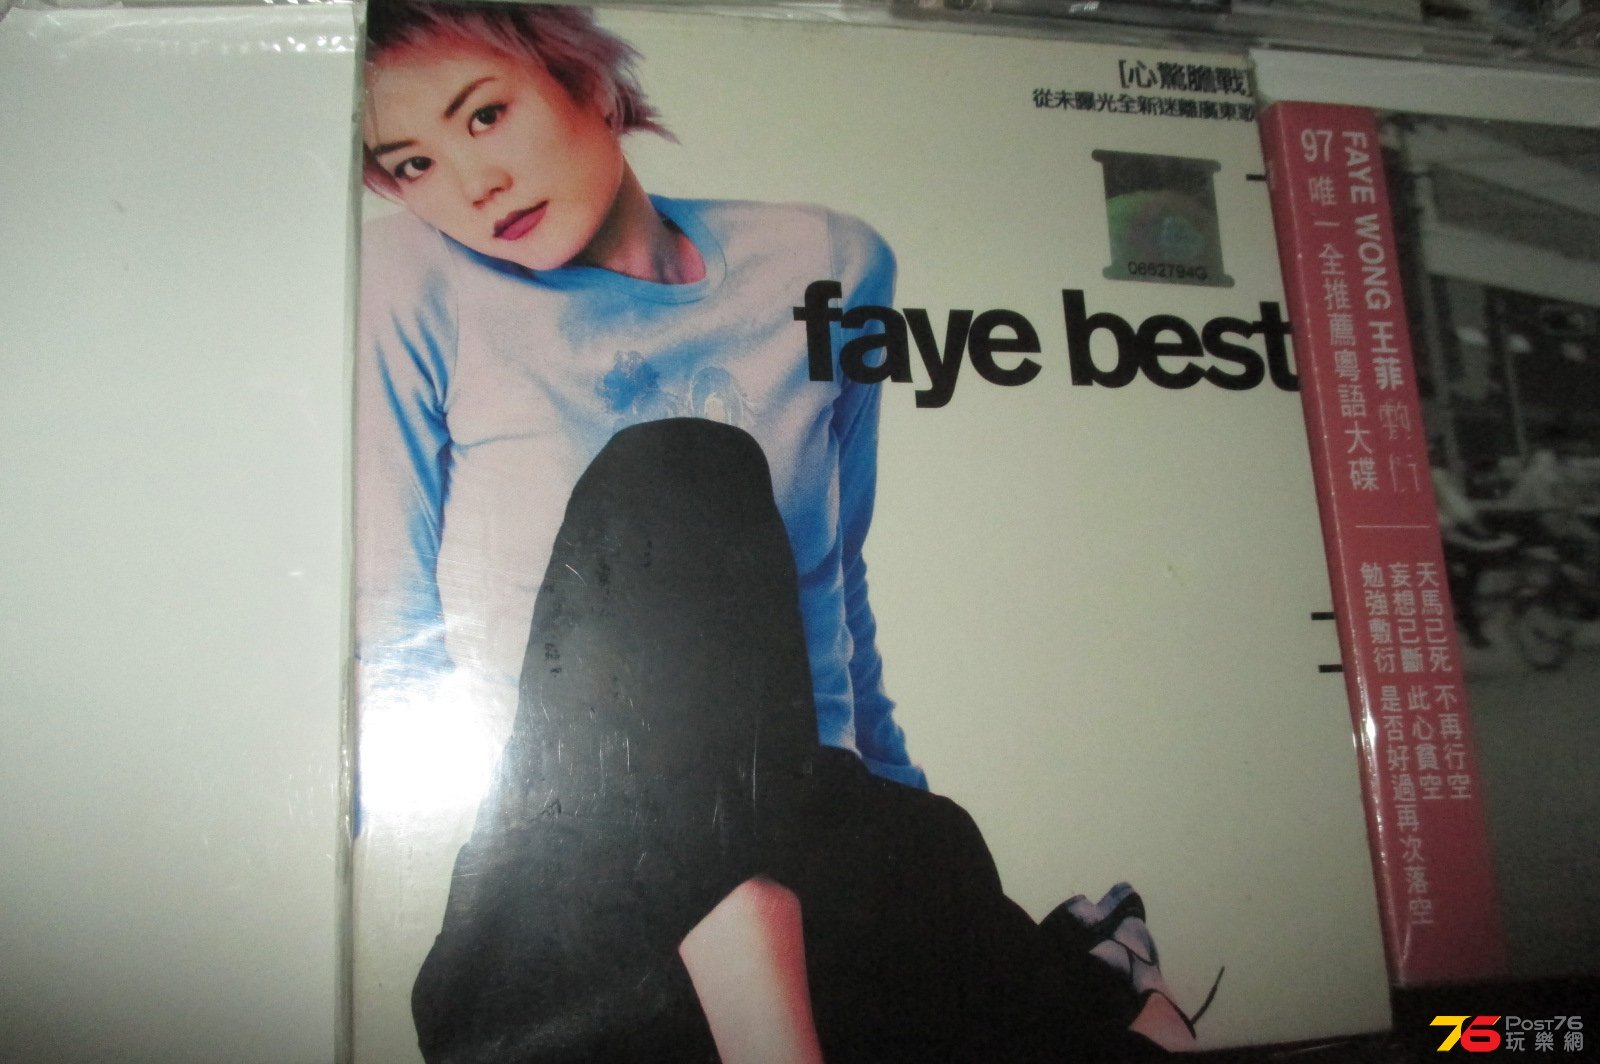 [心驚膽戰]
從未曝光全新迷離廣東歌
0662794G
faye best
FAYE WONG 王菲 敷衍
97 唯一全推薦粵語大碟
天馬已死 不再行空
妄想已斷 此心貧空
勉強敷衍 是否好過再次落空
76 POST76
玩樂網